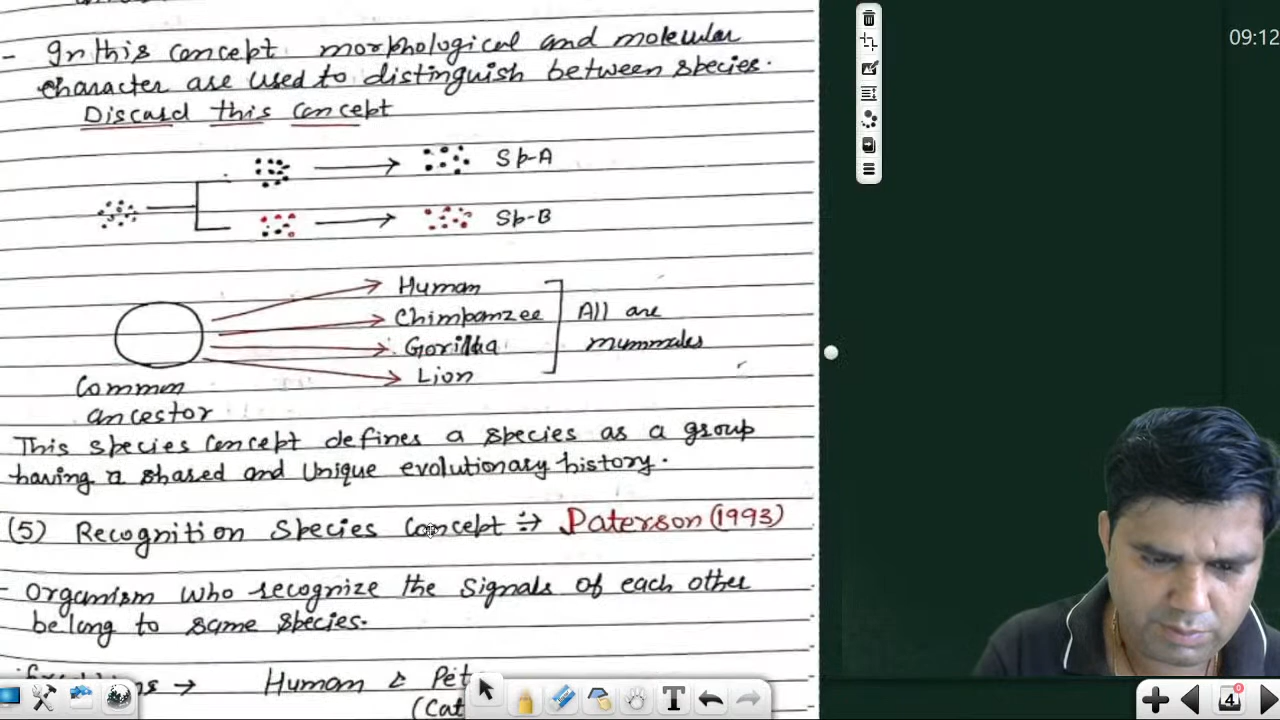 - In this concept morphological and molecular
character are used to distinguish between species.
Discard this concept
Sp-A
Sp-B
Human
Chimpanzee
Gorilla
Lion
All are
mummales
Common
ancestor
This species concept defines a species as a group
having a shared and unique evolutionary history.
(5) Recognition Species Concept ÷→ Paterson (1993)
- Organism who recognize the signals of each other
belong to same species.
→ Human & Pet
(Cat
09:12
T
4
0